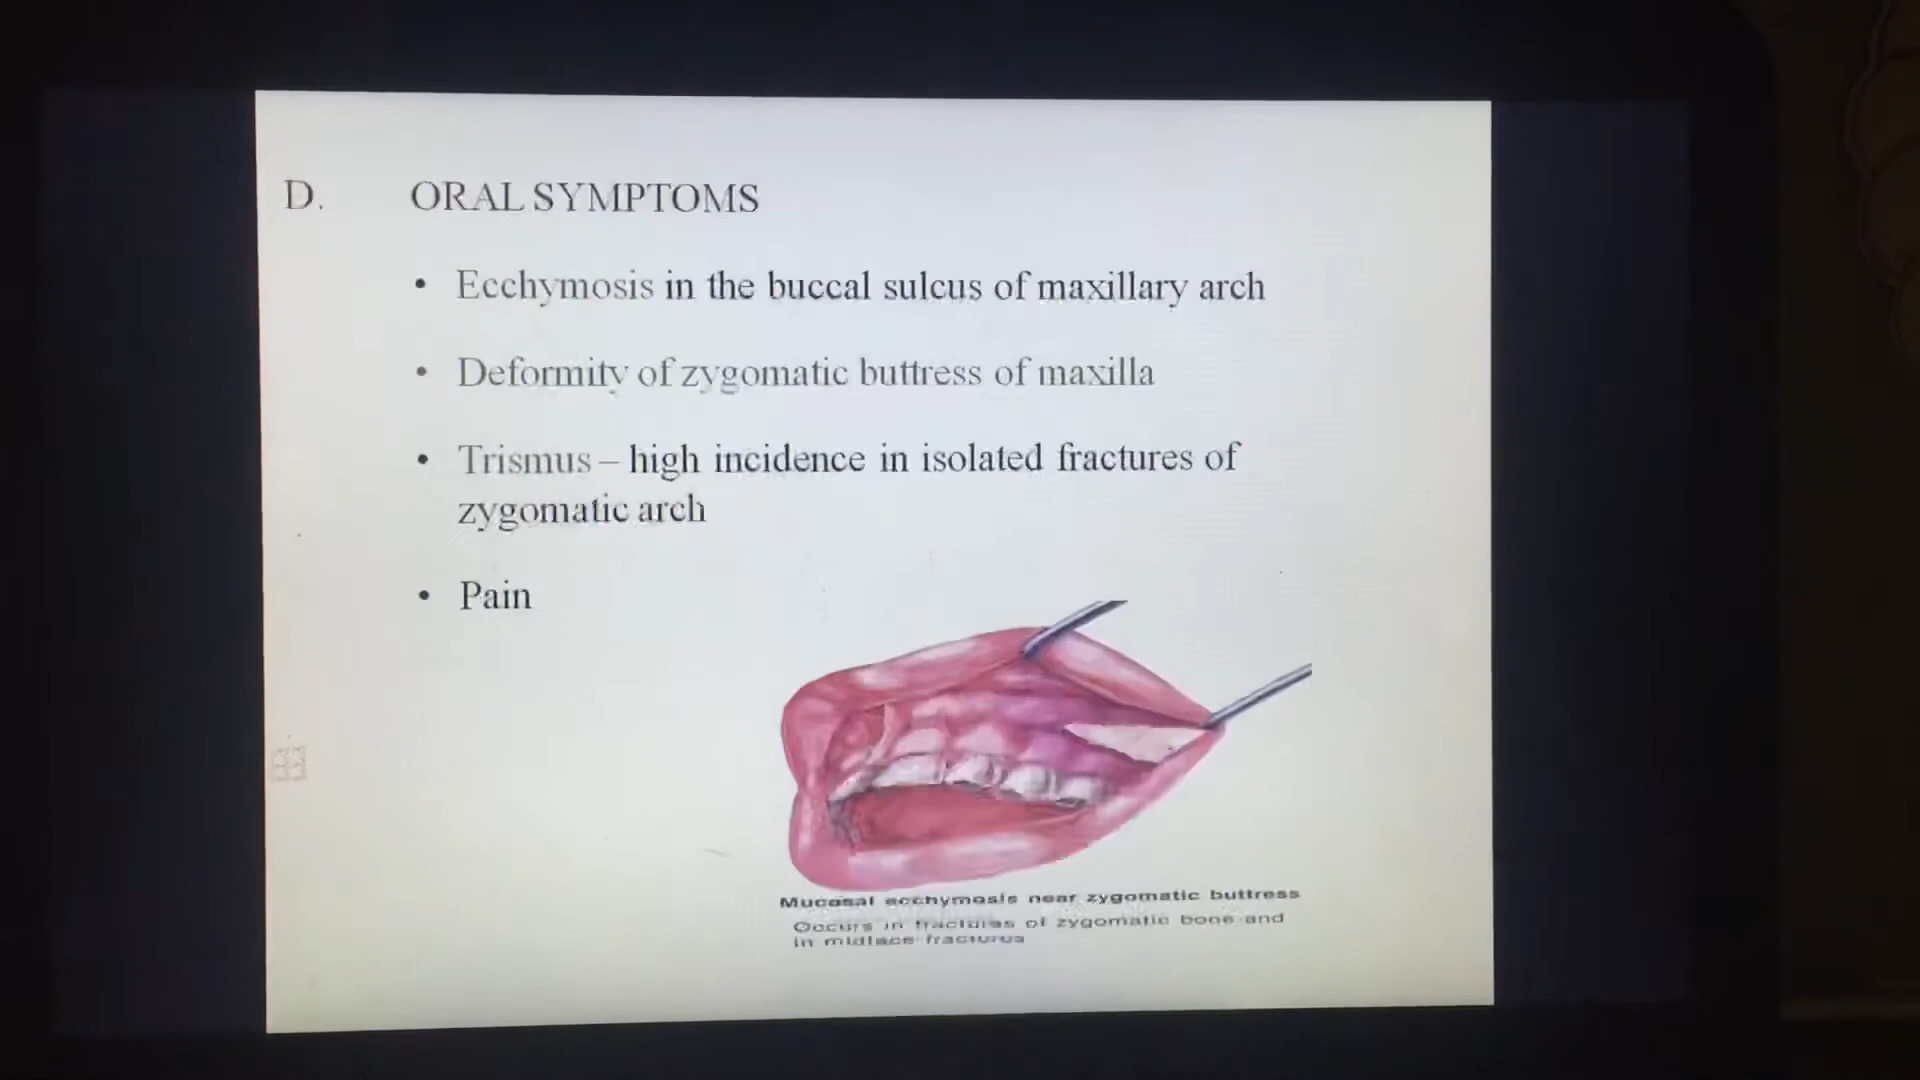 D. ORAL SYMPTOMS
• Ecchymosis in the buccal sulcus of maxillary arch
• Deformity of zygomatic buttress of maxilla
• Trismus – high incidence in isolated fractures of
zygomatic arch
• Pain
Mucosal ecchymosis near zygomatic buttress
Occurs in fractures of zygomatic bone and
in midface fractures